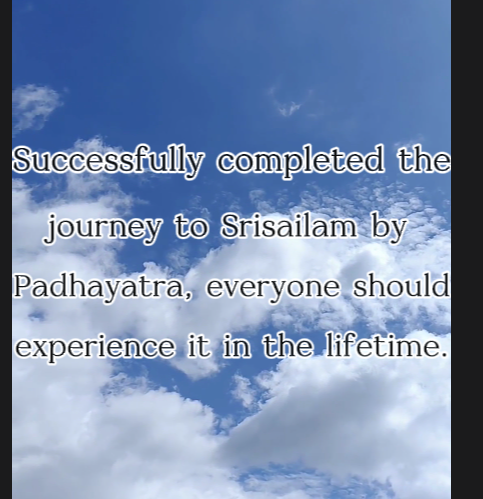 Successfully completed the
journey to Srisailam by
Padhayatra, everyone should
experience it in the lifetime.